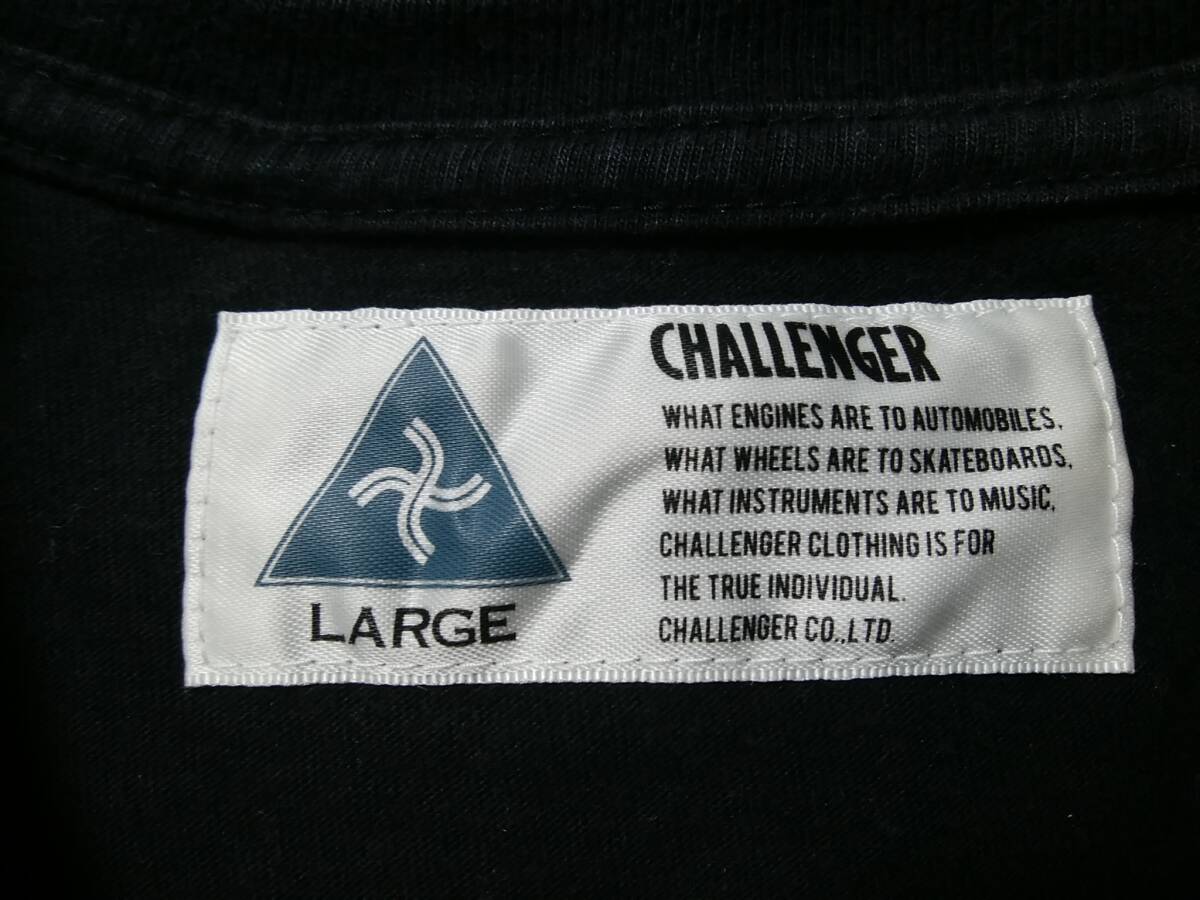 LARGE
CHALLENGER
WHAT ENGINES ARE TO AUTOMOBILES.
WHAT WHEELS ARE TO SKATEBOARDS,
WHAT INSTRUMENTS ARE TO MUSIC,
CHALLENGER CLOTHING IS FOR
THE TRUE INDIVIDUAL.
CHALLENGER CO.,LTD.